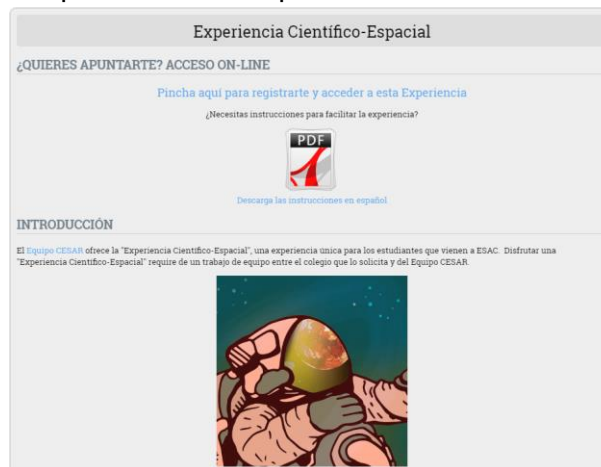 Experiencia Científico-Espacial
¿QUIERES APUNTARTE? ACCESO ON-LINE
Pincha aquí para registrarte y acceder a esta Experiencia
¿Necesitas instrucciones para facilitar la experiencia?
PDF
Descarga las instrucciones en español
INTRODUCCIÓN
El Equipo CESAR ofrece la "Experiencia Científico-Espacial", una experiencia única para los estudiantes que vienen a ESAC. Disfrutar una
"Experiencia Científico-Espacial" require de un trabajo de equipo entre el colegio que lo solicita y del Equipo CESAR.